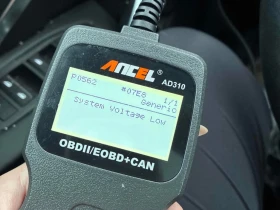 ANCEL
AD310
P0562 #07E8 1/1
Generic
System Voltage Low
OBDII/EOBD+CAN